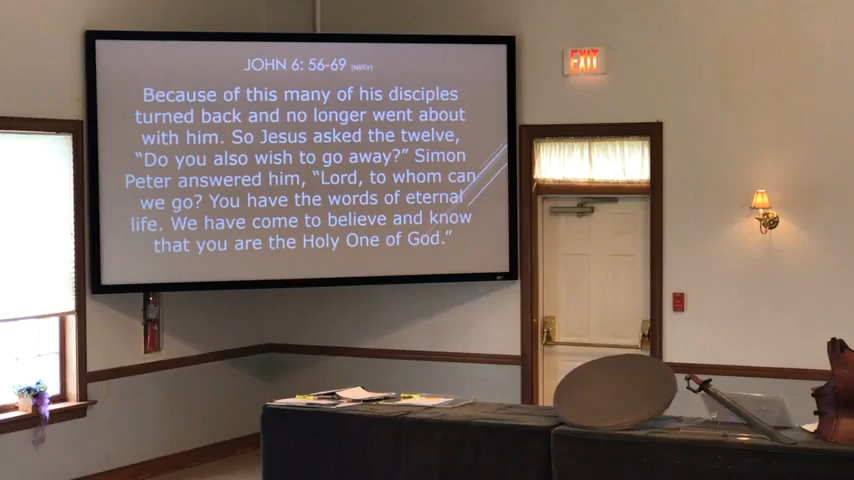 JOHN 6: 56-69 (NRSV)
Because of this many of his disciples
turned back and no longer went about
with him. So Jesus asked the twelve,
“Do you also wish to go away?” Simon
Peter answered him, “Lord, to whom can
we go? You have the words of eternal
life. We have come to believe and know
that you are the Holy One of God.”
EXIT